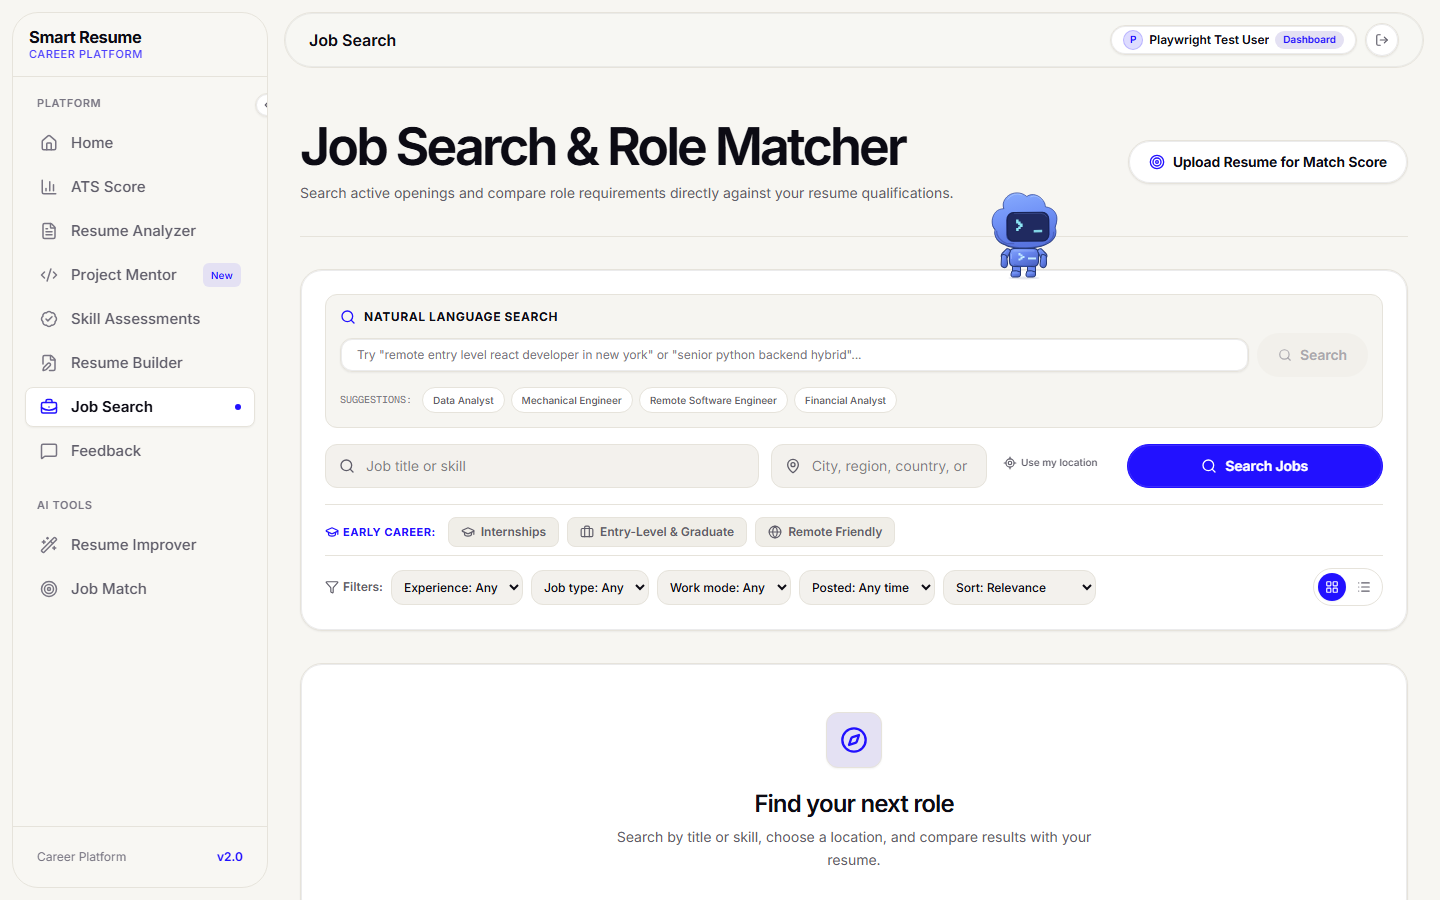 Smart Resume
CAREER PLATFORM
PLATFORM
Home
ATS Score
Resume Analyzer
Project Mentor New
Skill Assessments
Resume Builder
Job Search
Feedback
AI TOOLS
Resume Improver
Job Match
Career Platform v2.0
Job Search
P Playwright Test User Dashboard
Job Search & Role Matcher
Search active openings and compare role requirements directly against your resume qualifications.
Upload Resume for Match Score
NATURAL LANGUAGE SEARCH
Try "remote entry level react developer in new york" or "senior python backend hybrid"...
Search
SUGGESTIONS: Data Analyst Mechanical Engineer Remote Software Engineer Financial Analyst
Job title or skill
City, region, country, or
Use my location
Search Jobs
EARLY CAREER: Internships Entry-Level & Graduate Remote Friendly
Filters: Experience: Any Job type: Any Work mode: Any Posted: Any time Sort: Relevance
Find your next role
Search by title or skill, choose a location, and compare results with your
resume.